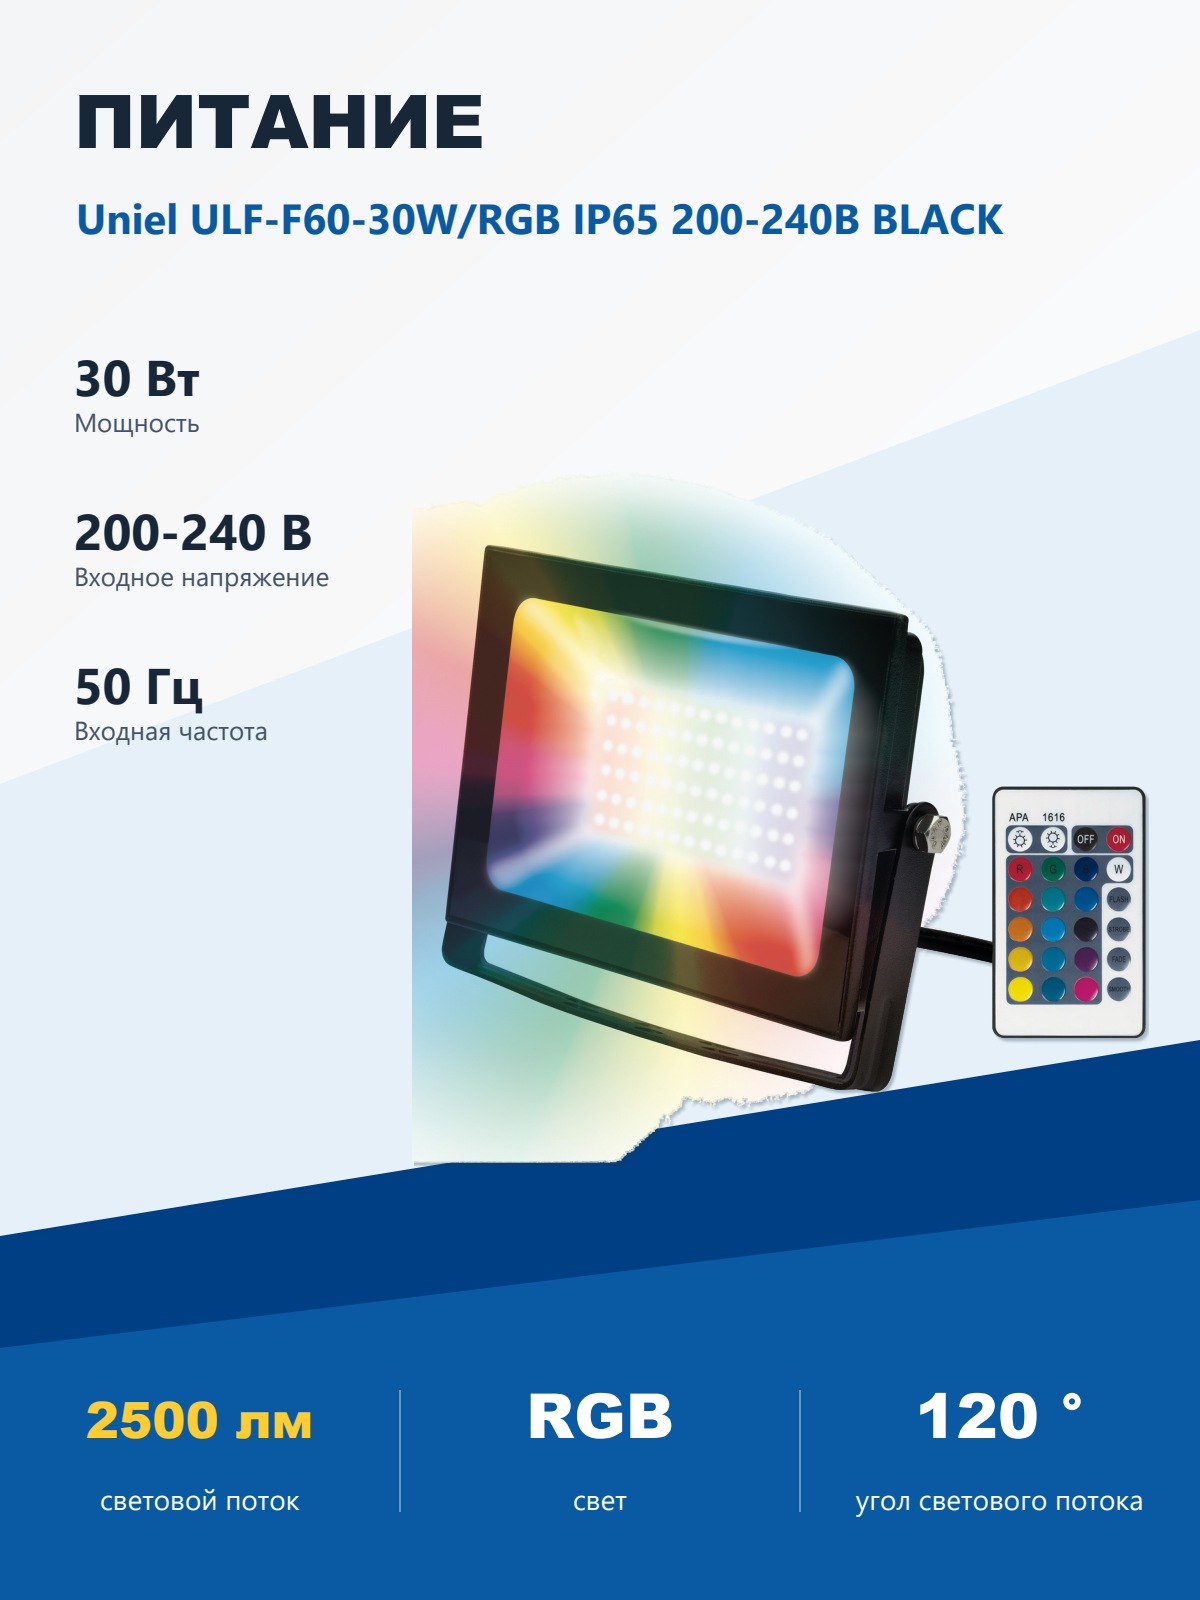 ПИТАНИЕ
Uniel ULF-F60-30W/RGB IP65 200-240В BLACK
30 Вт
Мощность
200-240 В
Входное напряжение
50 Гц
Входная частота
APA 1616
OFF ON
R G W
FLASH
STROBE
FADE
SMOOTH
2500 лм
световой поток
RGB
свет
120 °
угол светового потока